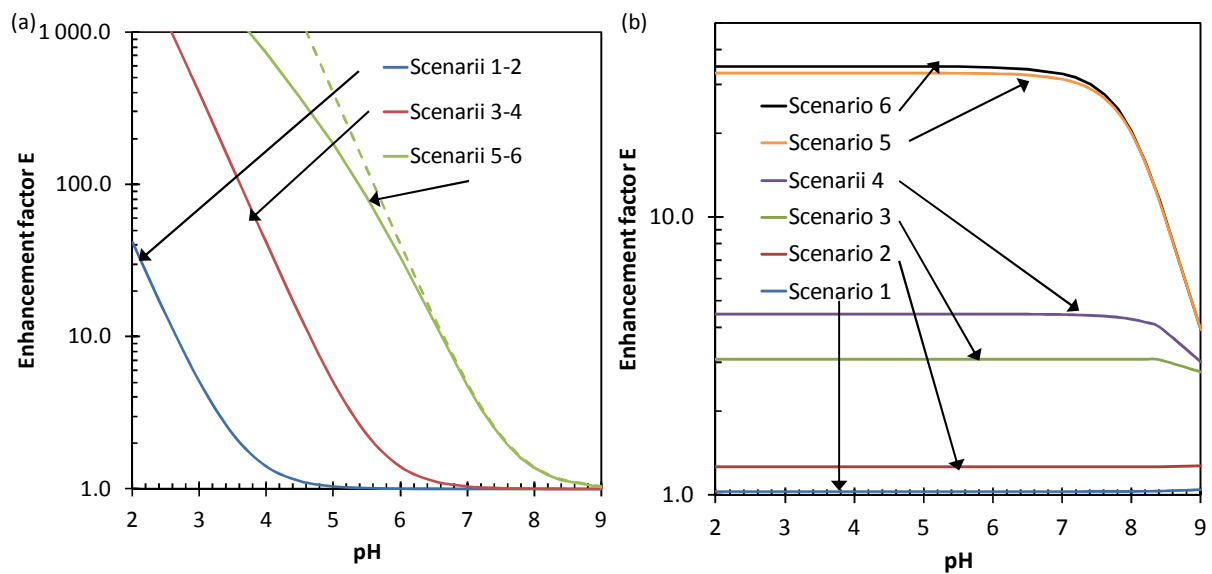 (a)
Enhancement factor E
1 000.0
100.0
10.0
1.0
Scenarii 1-2
Scenarii 3-4
Scenarii 5-6
2 3 4 5 6 7 8 9
pH
(b)
Enhancement factor E
10.0
1.0
Scenario 6
Scenario 5
Scenarii 4
Scenario 3
Scenario 2
Scenario 1
2 3 4 5 6 7 8 9
pH